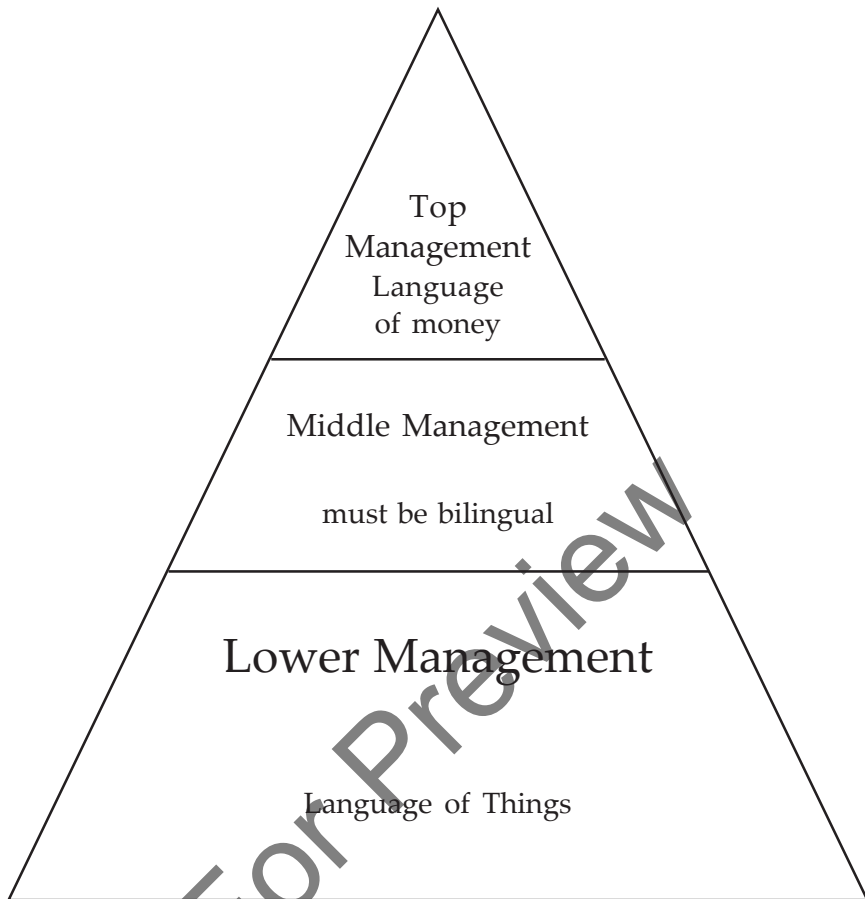 Top
Management
Language
of money
Middle Management
must be bilingual
Lower Management
Language of Things
For Preview